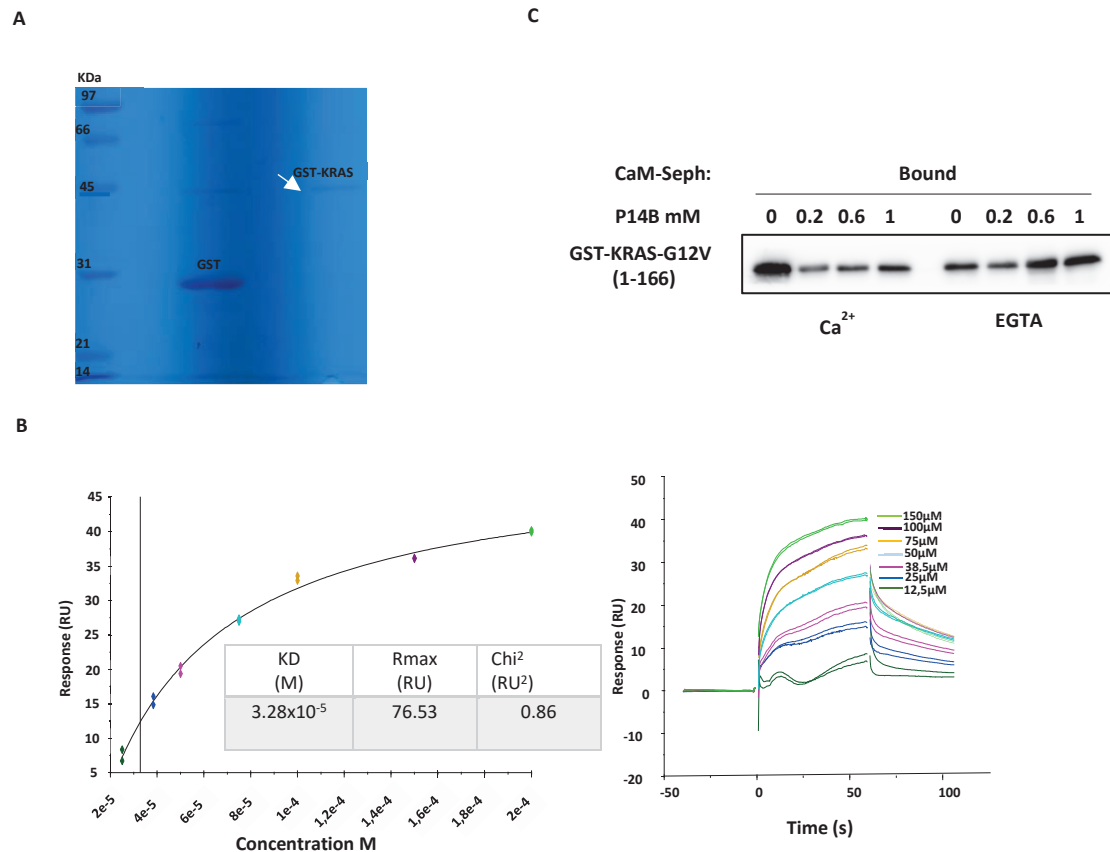 A
KDa
97
66
GST-KRAS
45
31
GST
21
14
C
CaM-Seph:
Bound
P14B mM
0 0.2 0.6 1 0 0.2 0.6 1
GST-KRAS-G12V
(1-166)
Ca2+
EGTA
B
Response (RU)
45
40
35
30
25
20
15
10
5
2e-5 4e-5 6e-5 8e-5 1e-4 1,2e-4 1,4e-4 1,6e-4 1,8e-4 2e-4
Concentration M
KD
(M)
Rmax
(RU)
Chi2
(RU2)
3.28x10-5
76.53
0.86
Response (RU)
50
40
30
20
10
0
-10
-20
-50 0 50 100
Time (s)
150µM
100µM
75µM
50µM
38,5µM
25µM
12,5µM